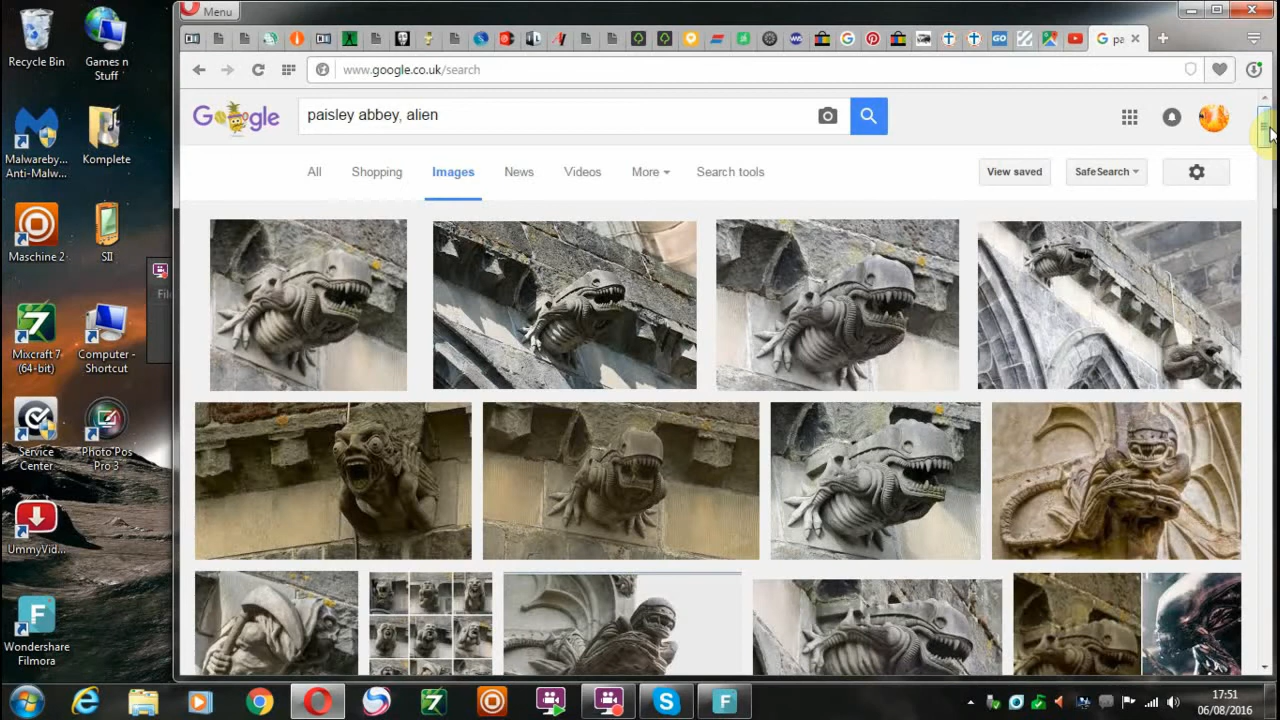 Menu
pa
www.google.co.uk/search
Google
paisley abbey, alien
All
Shopping
Images
News
Videos
More
Search tools
View saved
SafeSearch
Recycle Bin
Games n
Stuff
Malwareby...
Anti-Malw...
Komplete
Maschine 2
SII
Mixcraft 7
(64-bit)
Computer -
Shortcut
Service
Center
Photo Pos
Pro 3
UmmyVid...
Wondershare
Filmora
17:51
06/08/2016